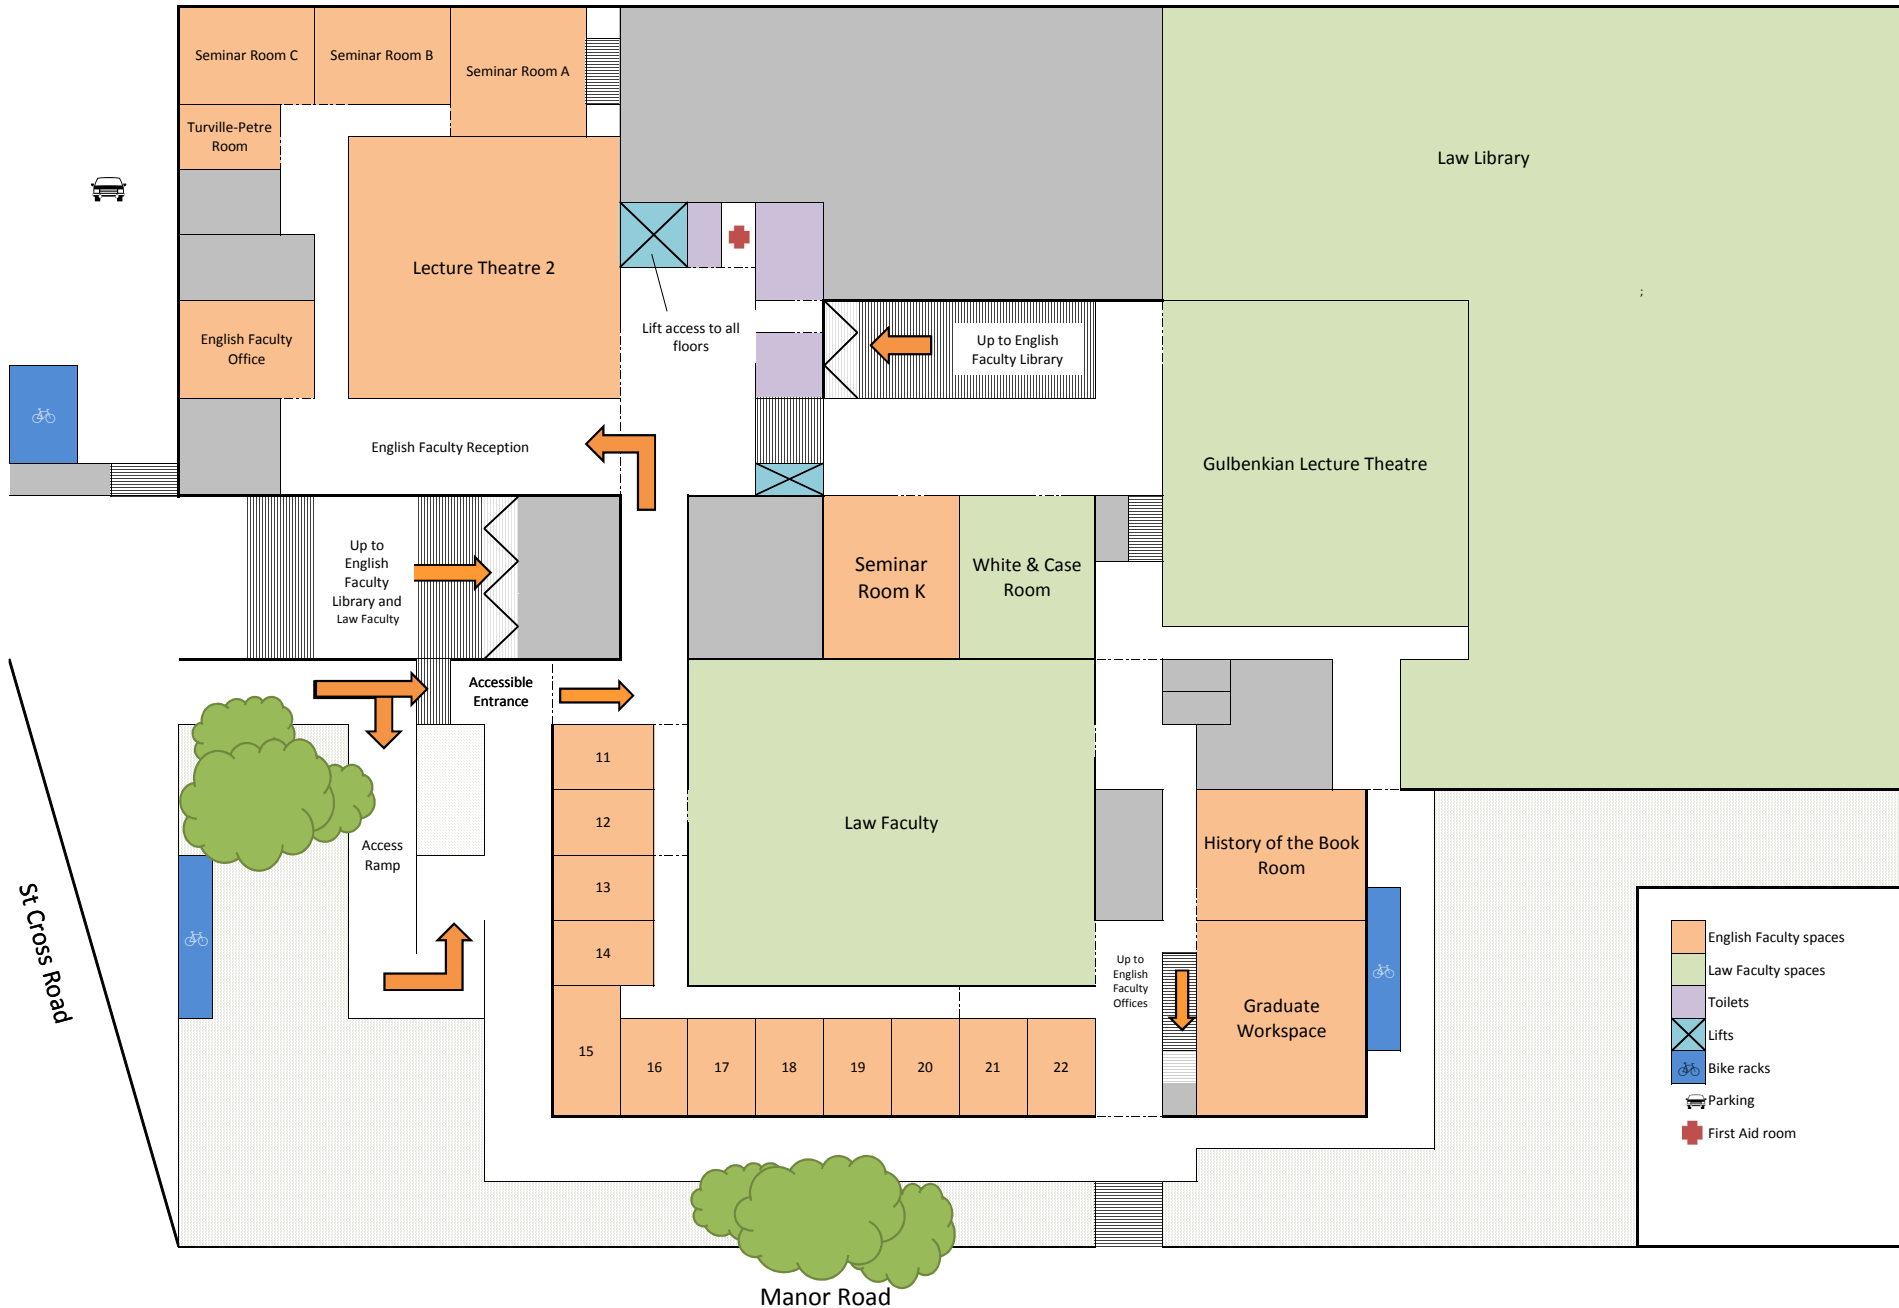 Seminar Room C
Seminar Room B
Seminar Room A
Turville-Petre
Room
Law Library
Lecture Theatre 2
;
Lift access to all
floors
English Faculty
Office
Up to English
Faculty Library
English Faculty Reception
Gulbenkian Lecture Theatre
Up to
English
Faculty
Library and
Law Faculty
Seminar
Room K
White & Case
Room
Accessible
Entrance
11
12
13
14
15
16
17
18
19
20
21
22
Law Faculty
Access
Ramp
History of the Book
Room
Up to
English
Faculty
Offices
Graduate
Workspace
St Cross Road
English Faculty spaces
Law Faculty spaces
Toilets
Lifts
Bike racks
Parking
First Aid room
Manor Road